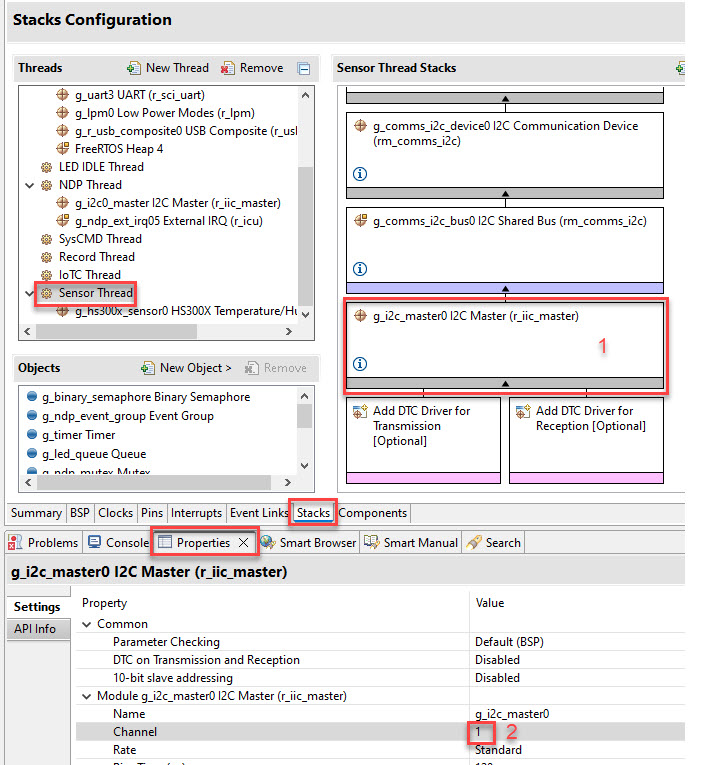 Stacks Configuration
Threads
New Thread
Remove
g_uart3 UART (r_sci_uart)
g_lpm0 Low Power Modes (r_lpm)
g_r_usb_composite0 USB Composite (r_usl
FreeRTOS Heap 4
LED IDLE Thread
NDP Thread
g_i2c0_master I2C Master (r_iic_master)
g_ndp_ext_irq05 External IRQ (r_icu)
SysCMD Thread
Record Thread
IoTC Thread
Sensor Thread
g_hs300x_sensor0 HS300X Temperature/Hu
Objects
New Object >
Remove
g_binary_semaphore Binary Semaphore
g_ndp_event_group Event Group
g_timer Timer
g_led_queue Queue
g_ndp_mutex Mutex
Sensor Thread Stacks
g_comms_i2c_device0 I2C Communication Device
(rm_comms_i2c)
g_comms_i2c_bus0 I2C Shared Bus (rm_comms_i2c)
g_i2c_master0 I2C Master (r_iic_master)
1
Add DTC Driver for
Transmission
[Optional]
Add DTC Driver for
Reception [Optional]
Summary BSP Clocks Pins Interrupts Event Links Stacks Components
Problems Console Properties Smart Browser Smart Manual Search
g_i2c_master0 I2C Master (r_iic_master)
Settings
API Info
Property Value
Common
Parameter Checking Default (BSP)
DTC on Transmission and Reception Disabled
10-bit slave addressing Disabled
Module g_i2c_master0 I2C Master (r_iic_master)
Name g_i2c_master0
Channel 1 2
Rate Standard